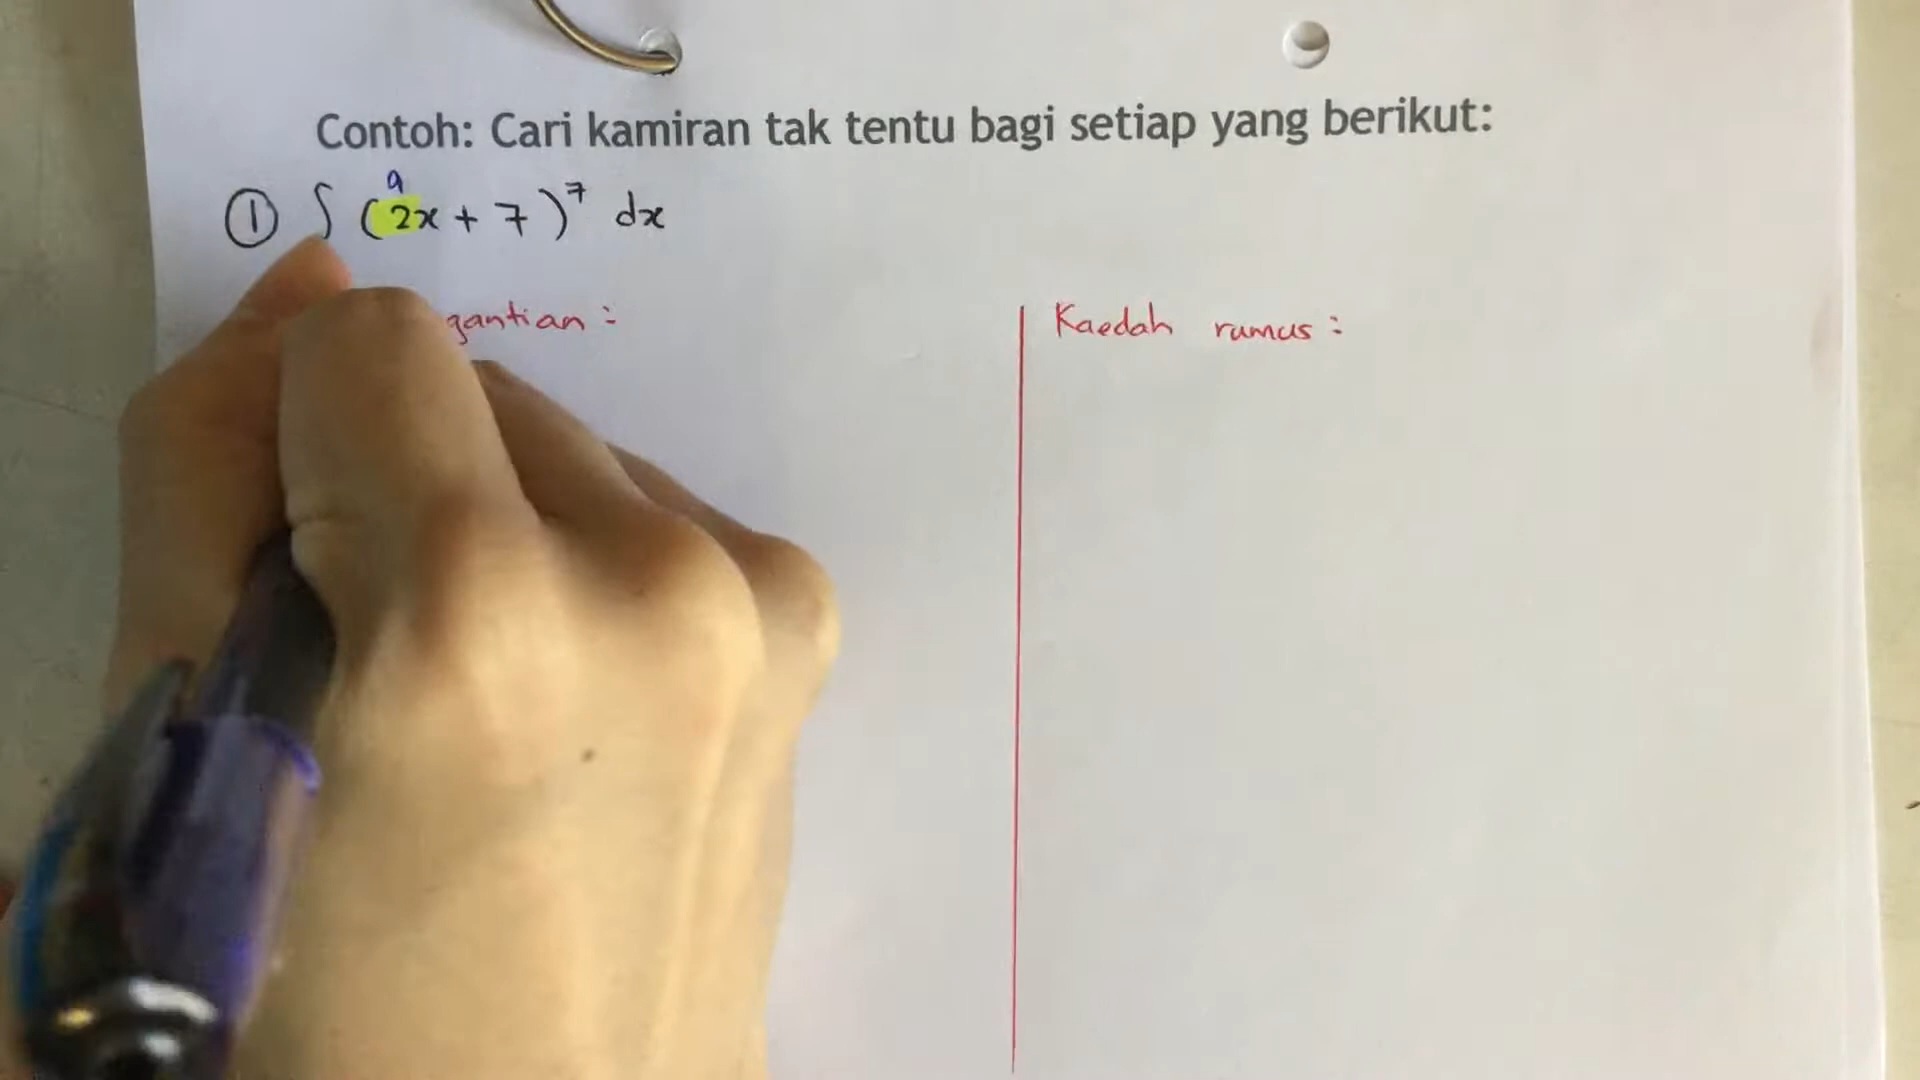 Contoh: Cari kamiran tak tentu bagi setiap yang berikut:
a
① ∫ (2x + 7)⁷ dx
gantian :
Kaedah rumus :